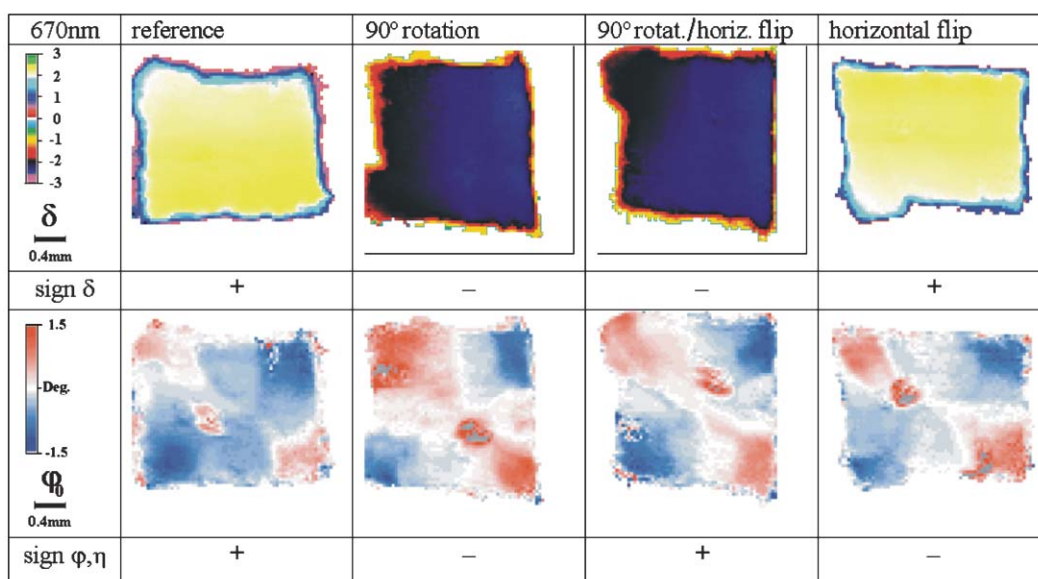 670nm reference 90° rotation 90° rotat./horiz. flip horizontal flip
3
2
1
0
-1
-2
-3
δ
0.4mm
sign δ + – – +
1.5
Deg.
-1.5
φ₀
0.4mm
sign φ,η + – + –